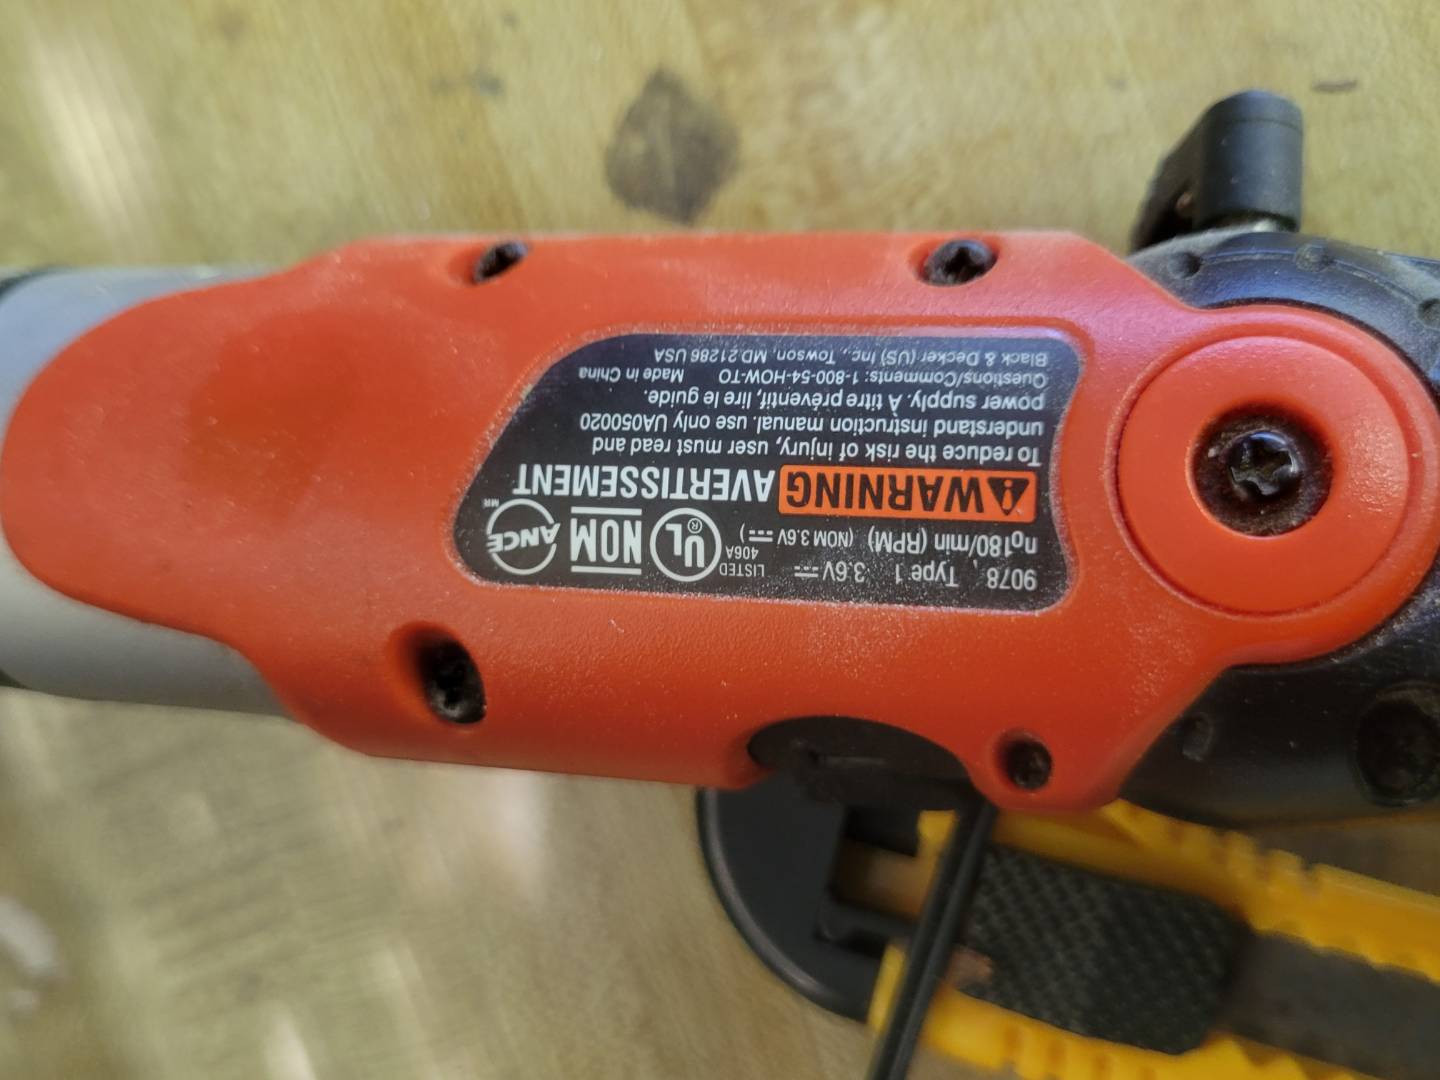 9078, Type 1 3.6V⎓ LISTED 406A
n₀180/min (RPM) (NOM 3.6V⎓)
UL® NOM ANCE MR
WARNING AVERTISSEMENT
To reduce the risk of injury, user must read and
understand instruction manual. use only UA050020
power supply. À titre préventif, lire le guide.
Questions/Comments: 1-800-54-HOW-TO Made in China
Black & Decker (US) Inc., Towson, MD 21286 USA